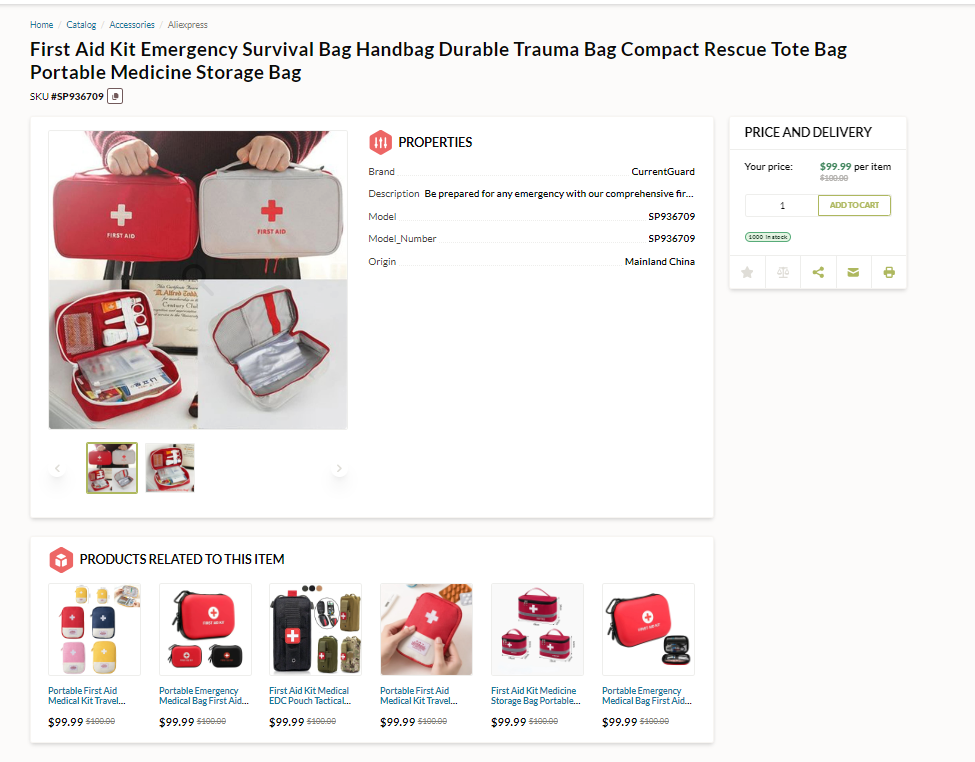 Home / Catalog / Accessories / Aliexpress
First Aid Kit Emergency Survival Bag Handbag Durable Trauma Bag Compact Rescue Tote Bag
Portable Medicine Storage Bag
SKU #SP936709
FIRST AID
FIRST AID
PROPERTIES
Brand CurrentGuard
Description Be prepared for any emergency with our comprehensive fir...
Model SP936709
Model_Number SP936709
Origin Mainland China
PRICE AND DELIVERY
Your price: $99.99 per item
$100.00
1 ADD TO CART
1000 in stock
PRODUCTS RELATED TO THIS ITEM
FIRST AID KIT
Portable First Aid
Medical Kit Travel...
$99.99 $100.00
Portable Emergency
Medical Bag First Aid...
$99.99 $100.00
First Aid Kit Medical
EDC Pouch Tactical...
$99.99 $100.00
Portable First Aid
Medical Kit Travel...
$99.99 $100.00
First Aid Kit Medicine
Storage Bag Portable...
$99.99 $100.00
Portable Emergency
Medical Bag First Aid...
$99.99 $100.00